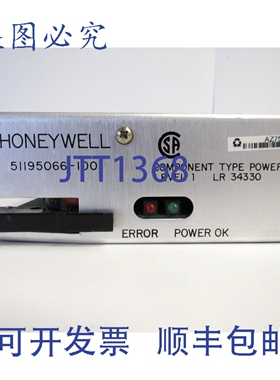 盗图必究
HONEYWELL
51195066-100
SA
COMPONENT TYPE POWER
LEVEL 1 LR 34330
JTT1368
ERROR POWER OK
可开发票 顺丰包邮